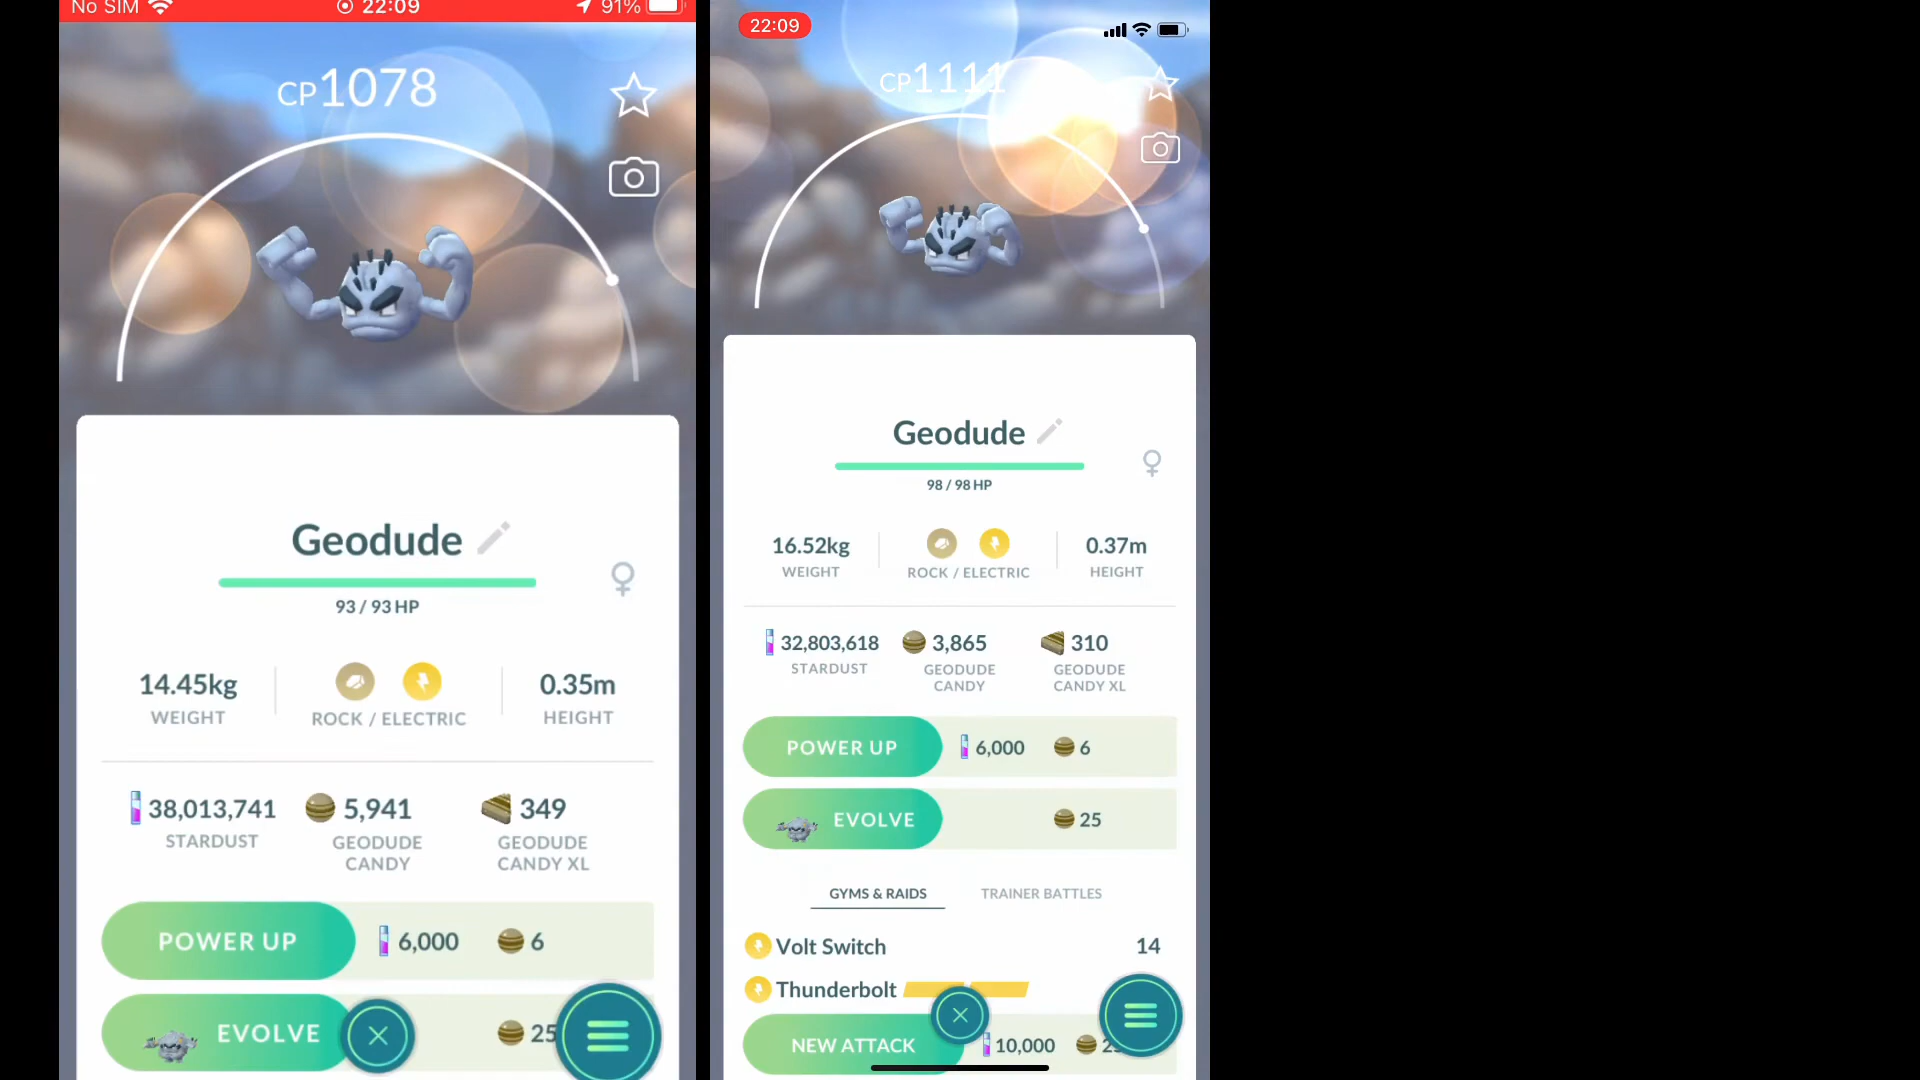 No SIM 22:09 91%
CP1078
Geodude
93 / 93 HP
14.45kg
WEIGHT
ROCK / ELECTRIC
0.35m
HEIGHT
38,013,741
STARDUST
5,941
GEODUDE
CANDY
349
GEODUDE
CANDY XL
POWER UP 6,000 6
EVOLVE 25
22:09
CP1111
Geodude
98 / 98 HP
16.52kg
WEIGHT
ROCK / ELECTRIC
0.37m
HEIGHT
32,803,618
STARDUST
3,865
GEODUDE
CANDY
310
GEODUDE
CANDY XL
POWER UP 6,000 6
EVOLVE 25
GYMS & RAIDS TRAINER BATTLES
Volt Switch 14
Thunderbolt
NEW ATTACK 10,000